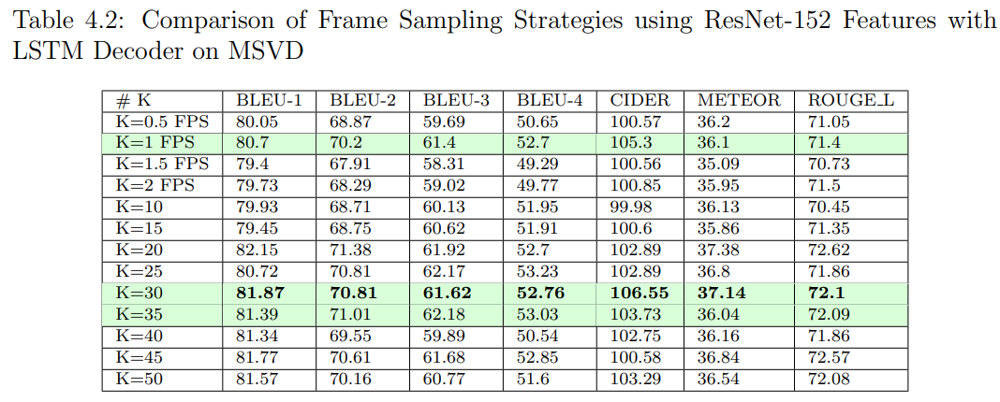 Table 4.2: Comparison of Frame Sampling Strategies using ResNet-152 Features with
LSTM Decoder on MSVD
# K BLEU-1 BLEU-2 BLEU-3 BLEU-4 CIDER METEOR ROUGE_L
K=0.5 FPS 80.05 68.87 59.69 50.65 100.57 36.2 71.05
K=1 FPS 80.7 70.2 61.4 52.7 105.3 36.1 71.4
K=1.5 FPS 79.4 67.91 58.31 49.29 100.56 35.09 70.73
K=2 FPS 79.73 68.29 59.02 49.77 100.85 35.95 71.5
K=10 79.93 68.71 60.13 51.95 99.98 36.13 70.45
K=15 79.45 68.75 60.62 51.91 100.6 35.86 71.35
K=20 82.15 71.38 61.92 52.7 102.89 37.38 72.62
K=25 80.72 70.81 62.17 53.23 102.89 36.8 71.86
K=30 81.87 70.81 61.62 52.76 106.55 37.14 72.1
K=35 81.39 71.01 62.18 53.03 103.73 36.04 72.09
K=40 81.34 69.55 59.89 50.54 102.75 36.16 71.86
K=45 81.77 70.61 61.68 52.85 100.58 36.84 72.57
K=50 81.57 70.16 60.77 51.6 103.29 36.54 72.08